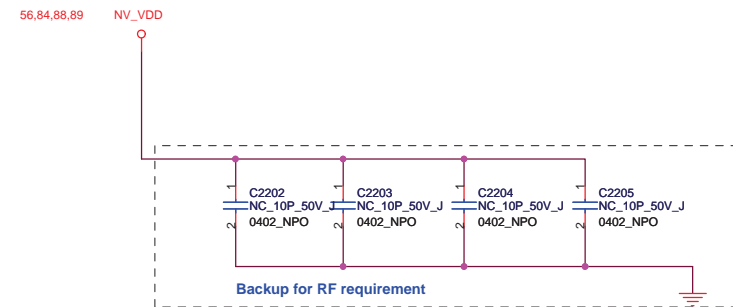 56,84,88,89 NV_VDD
1 C2202 1 C2203 1 C2204 1 C2205
NC_10P_50V_J NC_10P_50V_J NC_10P_50V_J NC_10P_50V_J
2 0402_NPO 2 0402_NPO 2 0402_NPO 2 0402_NPO
Backup for RF requirement